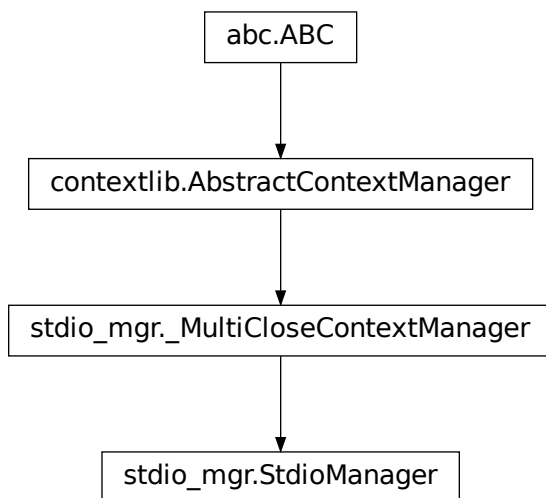 abc.ABC
contextlib.AbstractContextManager
stdio_mgr._MultiCloseContextManager
stdio_mgr.StdioManager